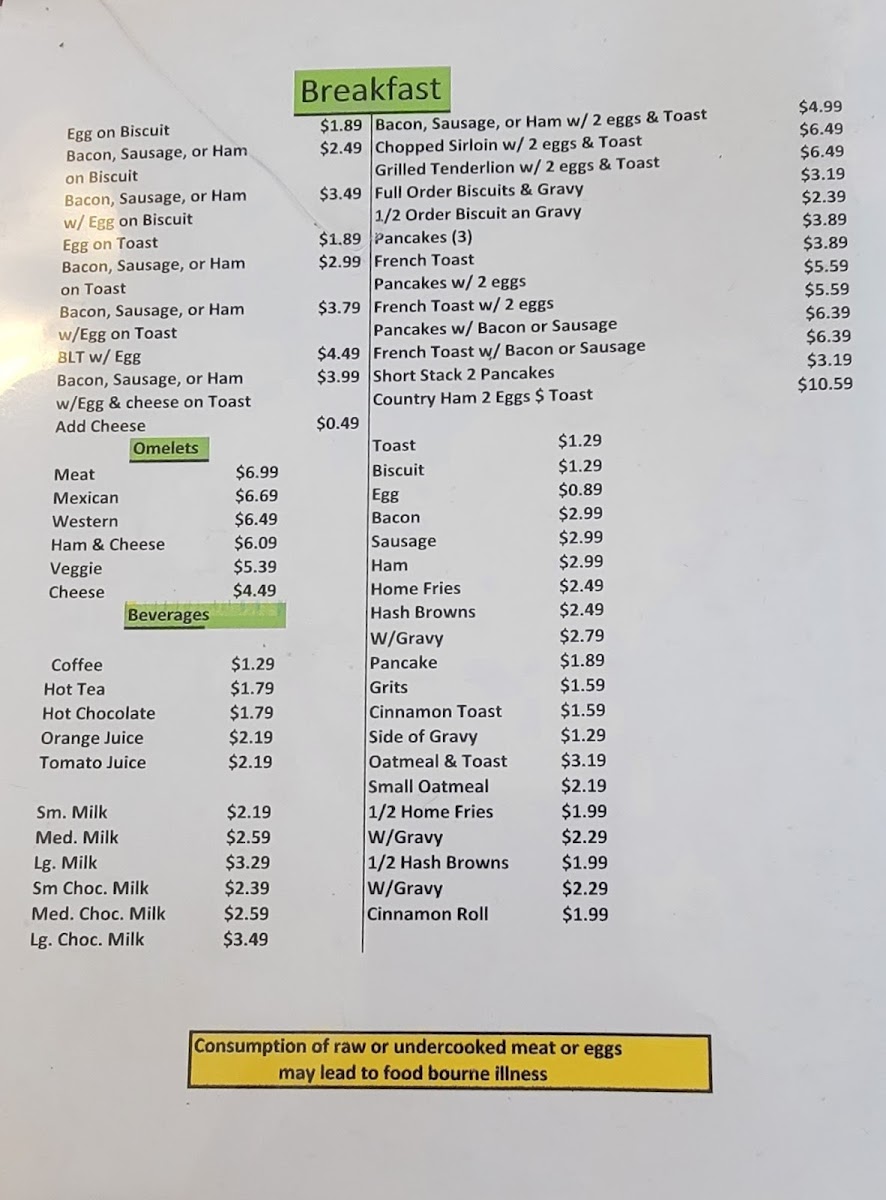 Breakfast
Egg on Biscuit $1.89
Bacon, Sausage, or Ham $2.49
on Biscuit
Bacon, Sausage, or Ham $3.49
w/ Egg on Biscuit
Egg on Toast $1.89
Bacon, Sausage, or Ham $2.99
on Toast
Bacon, Sausage, or Ham $3.79
w/Egg on Toast
BLT w/ Egg $4.49
Bacon, Sausage, or Ham $3.99
w/Egg & cheese on Toast
Add Cheese $0.49
Omelets
Meat $6.99
Mexican $6.69
Western $6.49
Ham & Cheese $6.09
Veggie $5.39
Cheese $4.49
Beverages
Coffee $1.29
Hot Tea $1.79
Hot Chocolate $1.79
Orange Juice $2.19
Tomato Juice $2.19
Sm. Milk $2.19
Med. Milk $2.59
Lg. Milk $3.29
Sm Choc. Milk $2.39
Med. Choc. Milk $2.59
Lg. Choc. Milk $3.49
Bacon, Sausage, or Ham w/ 2 eggs & Toast $4.99
Chopped Sirloin w/ 2 eggs & Toast $6.49
Grilled Tenderlion w/ 2 eggs & Toast $6.49
Full Order Biscuits & Gravy $3.19
1/2 Order Biscuit an Gravy $2.39
Pancakes (3) $3.89
French Toast $3.89
Pancakes w/ 2 eggs $5.59
French Toast w/ 2 eggs $5.59
Pancakes w/ Bacon or Sausage $6.39
French Toast w/ Bacon or Sausage $6.39
Short Stack 2 Pancakes $3.19
Country Ham 2 Eggs $ Toast $10.59
Toast $1.29
Biscuit $1.29
Egg $0.89
Bacon $2.99
Sausage $2.99
Ham $2.99
Home Fries $2.49
Hash Browns $2.49
W/Gravy $2.79
Pancake $1.89
Grits $1.59
Cinnamon Toast $1.59
Side of Gravy $1.29
Oatmeal & Toast $3.19
Small Oatmeal $2.19
1/2 Home Fries $1.99
W/Gravy $2.29
1/2 Hash Browns $1.99
W/Gravy $2.29
Cinnamon Roll $1.99
Consumption of raw or undercooked meat or eggs
may lead to food bourne illness